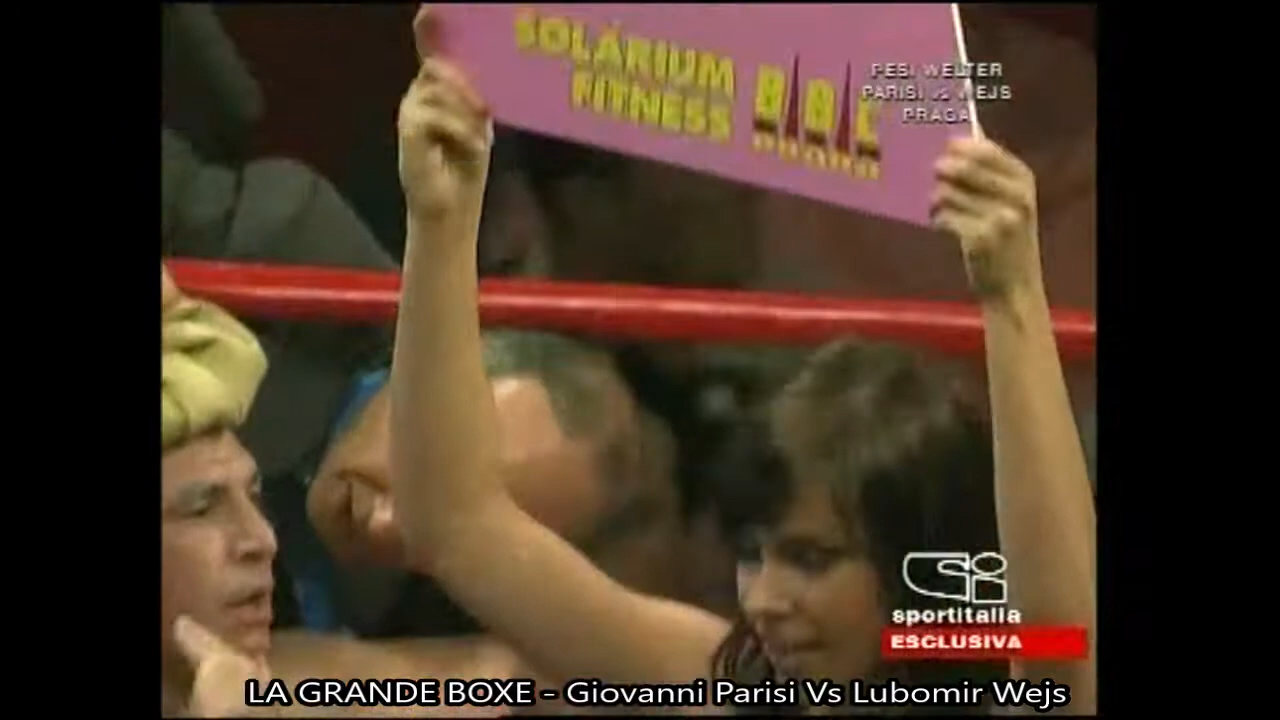 SOLÁRIUM
FITNESS
PESI WELTER
PARISI vs WEJS
PRAGA
sportitalia
ESCLUSIVA
LA GRANDE BOXE - Giovanni Parisi Vs Lubomir Wejs